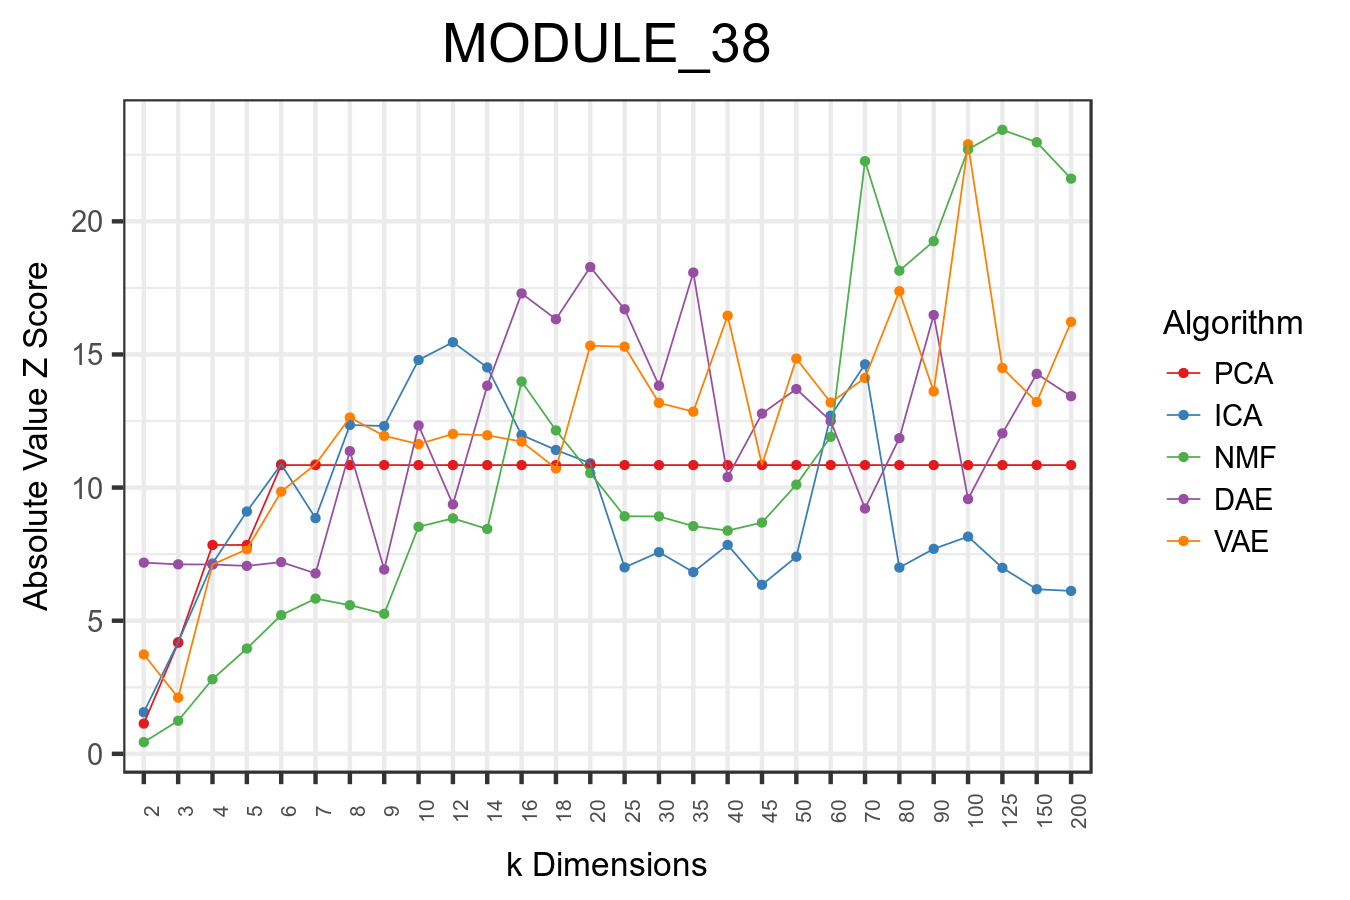 MODULE_38
Absolute Value Z Score
20
15
10
5
0
2 3 4 5 6 7 8 9 10 12 14 16 18 20 25 30 35 40 45 50 60 70 80 90 100 125 150 200
k Dimensions
Algorithm
PCA
ICA
NMF
DAE
VAE